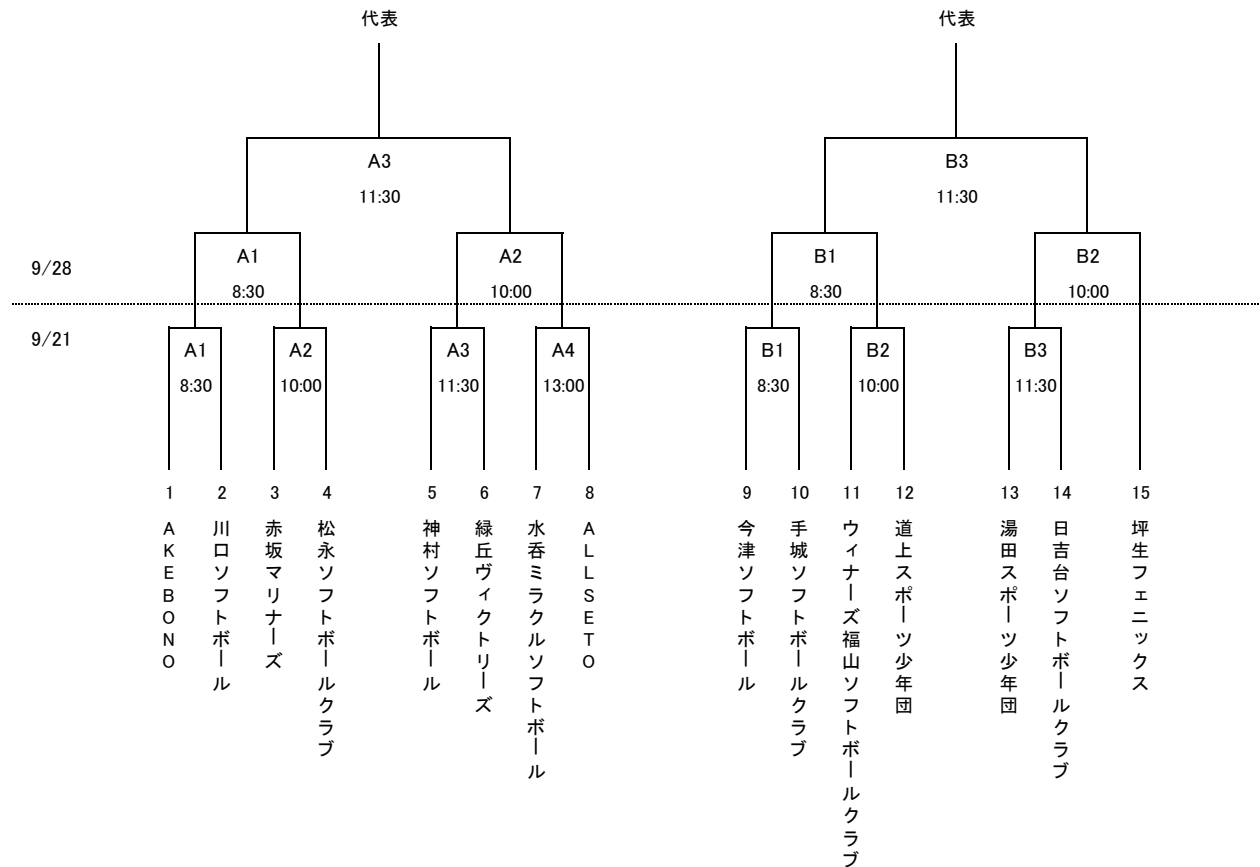 代表
代表
A3
11:30
B3
11:30
9/28
A1
8:30
A2
10:00
B1
8:30
B2
10:00
9/21
A1
8:30
A2
10:00
A3
11:30
A4
13:00
B1
8:30
B2
10:00
B3
11:30
1
AKEBONO
2
川口ソフトボール
3
赤坂マリナーズ
4
松永ソフトボールクラブ
5
神村ソフトボール
6
緑丘ヴィクトリーズ
7
水呑ミラクルソフトボール
8
ALLSETO
9
今津ソフトボール
10
手城ソフトボールクラブ
11
ウィナーズ福山ソフトボールクラブ
12
道上スポーツ少年団
13
湯田スポーツ少年団
14
日吉台ソフトボールクラブ
15
坪生フェニックス